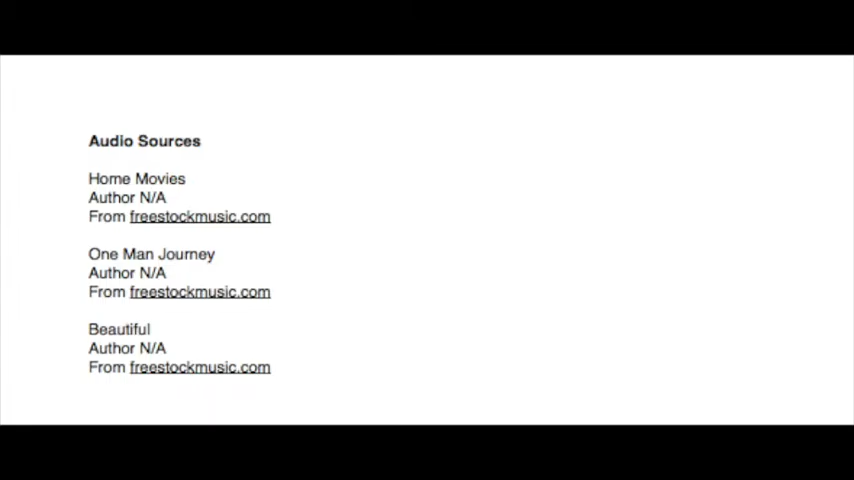 Audio Sources
Home Movies
Author N/A
From freestockmusic.com
One Man Journey
Author N/A
From freestockmusic.com
Beautiful
Author N/A
From freestockmusic.com